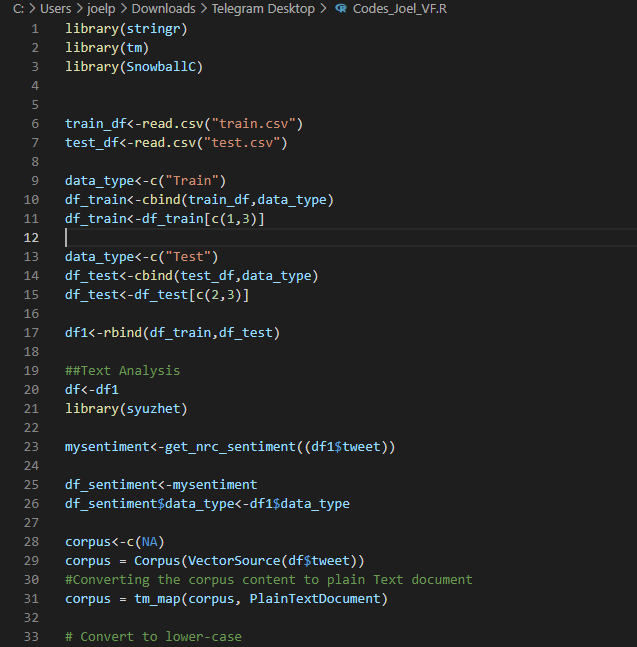 C: > Users > joelp > Downloads > Telegram Desktop > Codes_Joel_VF.R
1 library(stringr)
2 library(tm)
3 library(SnowballC)
4
5
6 train_df<-read.csv("train.csv")
7 test_df<-read.csv("test.csv")
8
9 data_type<-c("Train")
10 df_train<-cbind(train_df,data_type)
11 df_train<-df_train[c(1,3)]
12
13 data_type<-c("Test")
14 df_test<-cbind(test_df,data_type)
15 df_test<-df_test[c(2,3)]
16
17 df1<-rbind(df_train,df_test)
18
19 ##Text Analysis
20 df<-df1
21 library(syuzhet)
22
23 mysentiment<-get_nrc_sentiment((df1$tweet))
24
25 df_sentiment<-mysentiment
26 df_sentiment$data_type<-df1$data_type
27
28 corpus<-c(NA)
29 corpus = Corpus(VectorSource(df$tweet))
30 #Converting the corpus content to plain Text document
31 corpus = tm_map(corpus, PlainTextDocument)
32
33 # Convert to lower-case